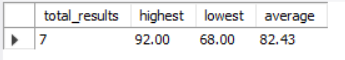 total_results highest lowest average
7 92.00 68.00 82.43